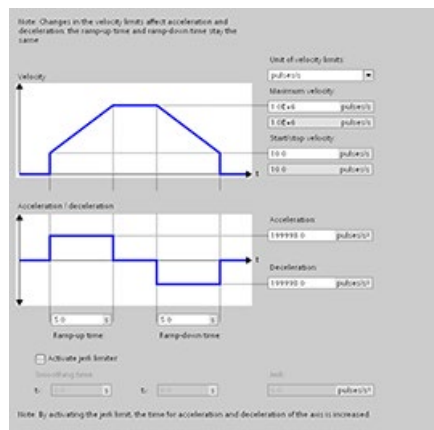 Note: Changes in the velocity limits affect acceleration and
deceleration: the ramp-up time and ramp-down time stay the
same
Unit of velocity limits:
pulses/s
Velocity
Maximum velocity:
1.0E+6 pulses/s
1.0E+6 pulses/s
Start/stop velocity:
10.0 pulses/s
10.0 pulses/s
t
Acceleration / deceleration
Acceleration:
199998.0 pulses/s²
t
Deceleration:
199998.0 pulses/s²
5.0 s 5.0 s
Ramp-up time: Ramp-down time
Activate jerk limiter
Smoothing time: Jerk:
s s pulses/s³
Note: By activating the jerk limit, the time for acceleration and deceleration of the axis is increased.